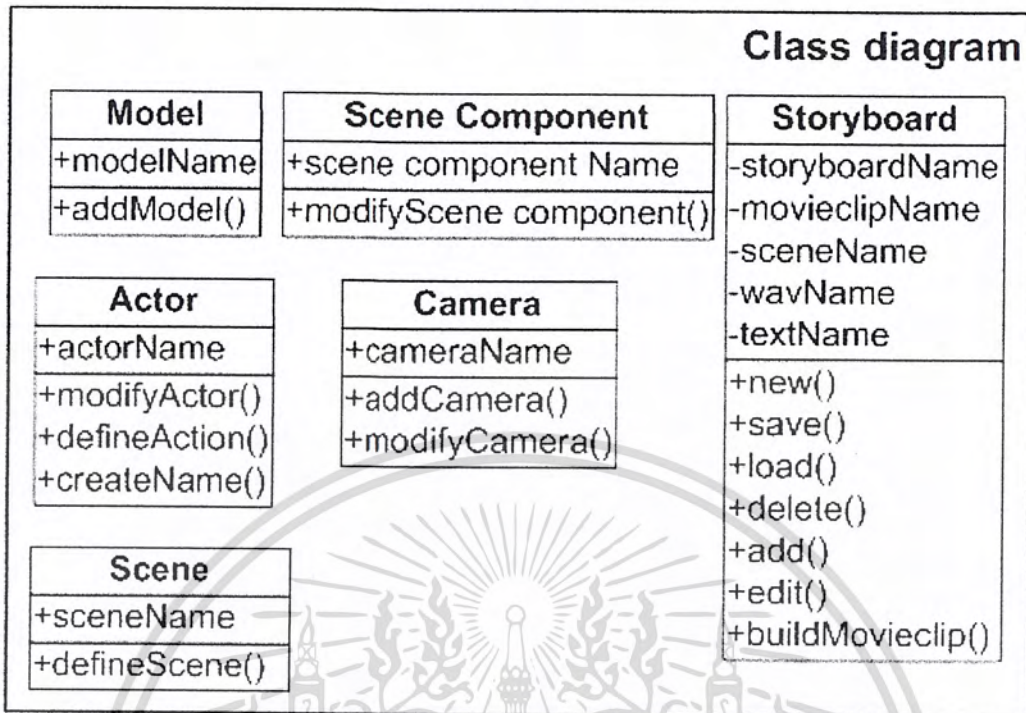 Class diagram
Model
+modelName
+addModel()
Scene Component
+scene component Name
+modifyScene component()
Storyboard
-storyboardName
-movieclipName
-sceneName
-wavName
-textName
+new()
+save()
+load()
+delete()
+add()
+edit()
+buildMovieclip()
Actor
+actorName
+modifyActor()
+defineAction()
+createName()
Camera
+cameraName
+addCamera()
+modifyCamera()
Scene
+sceneName
+defineScene()